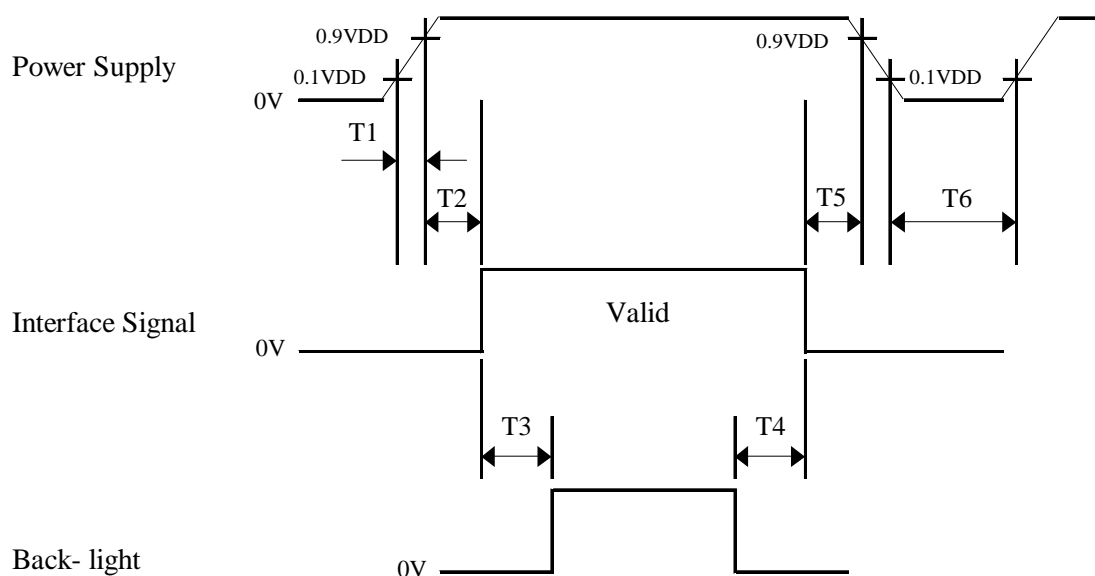 0.9VDD
0.9VDD
Power Supply
0.1VDD
0.1VDD
0V
T1
T2
T5
T6
Valid
Interface Signal
0V
T3
T4
Back- light
0V